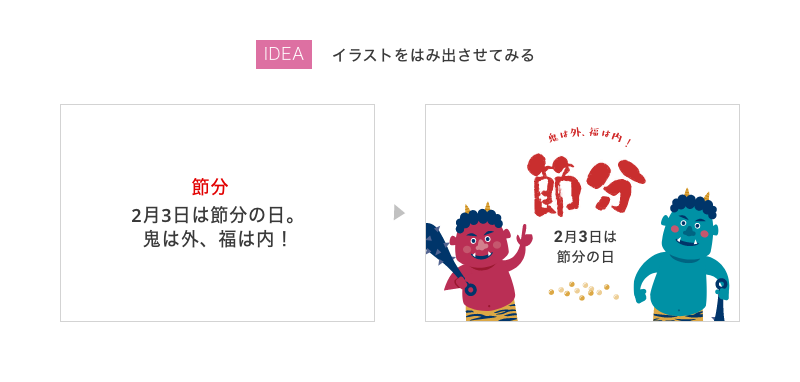 IDEA イラストをはみ出させてみる
節分
2月3日は節分の日。
鬼は外、福は内！
鬼は外、福は内！
節分
2月3日は
節分の日